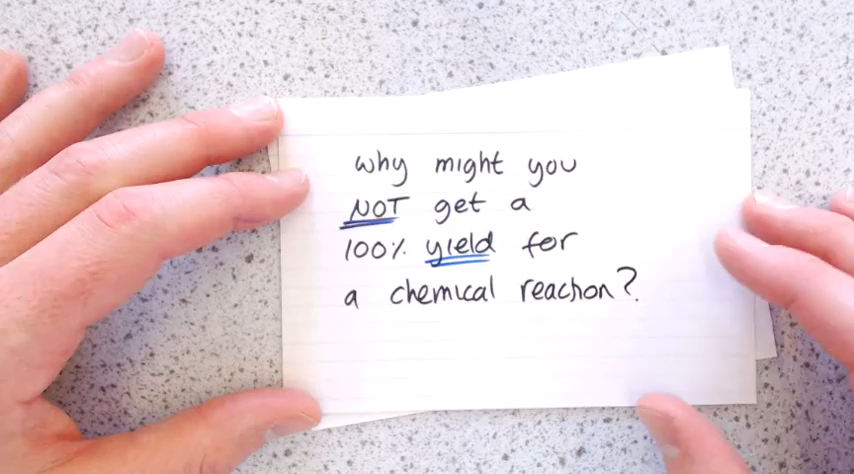 why might you
NOT get a
100% yield for
a chemical reaction?